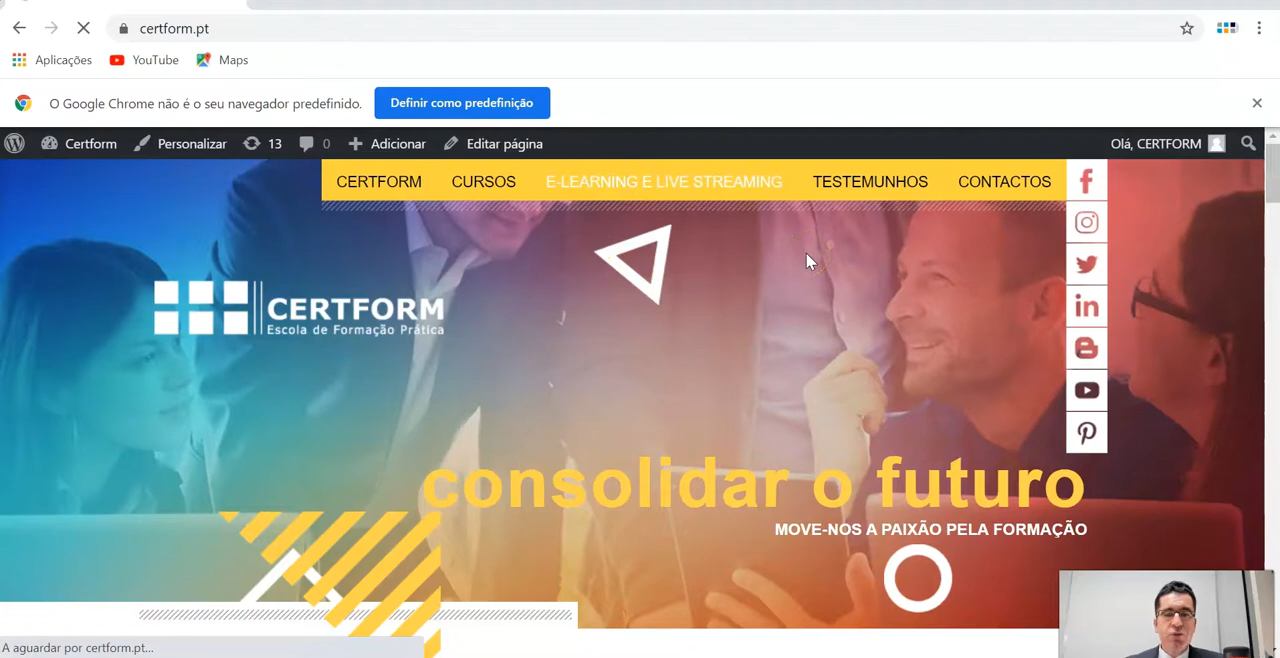 certform.pt
Aplicações YouTube Maps
O Google Chrome não é o seu navegador predefinido. Definir como predefinição
Certform Personalizar 13 0 Adicionar Editar página Olá, CERTFORM
CERTFORM CURSOS E-LEARNING E LIVE STREAMING TESTEMUNHOS CONTACTOS
CERTFORM
Escola de Formação Prática
consolidar o futuro
MOVE-NOS A PAIXÃO PELA FORMAÇÃO
A aguardar por certform.pt...